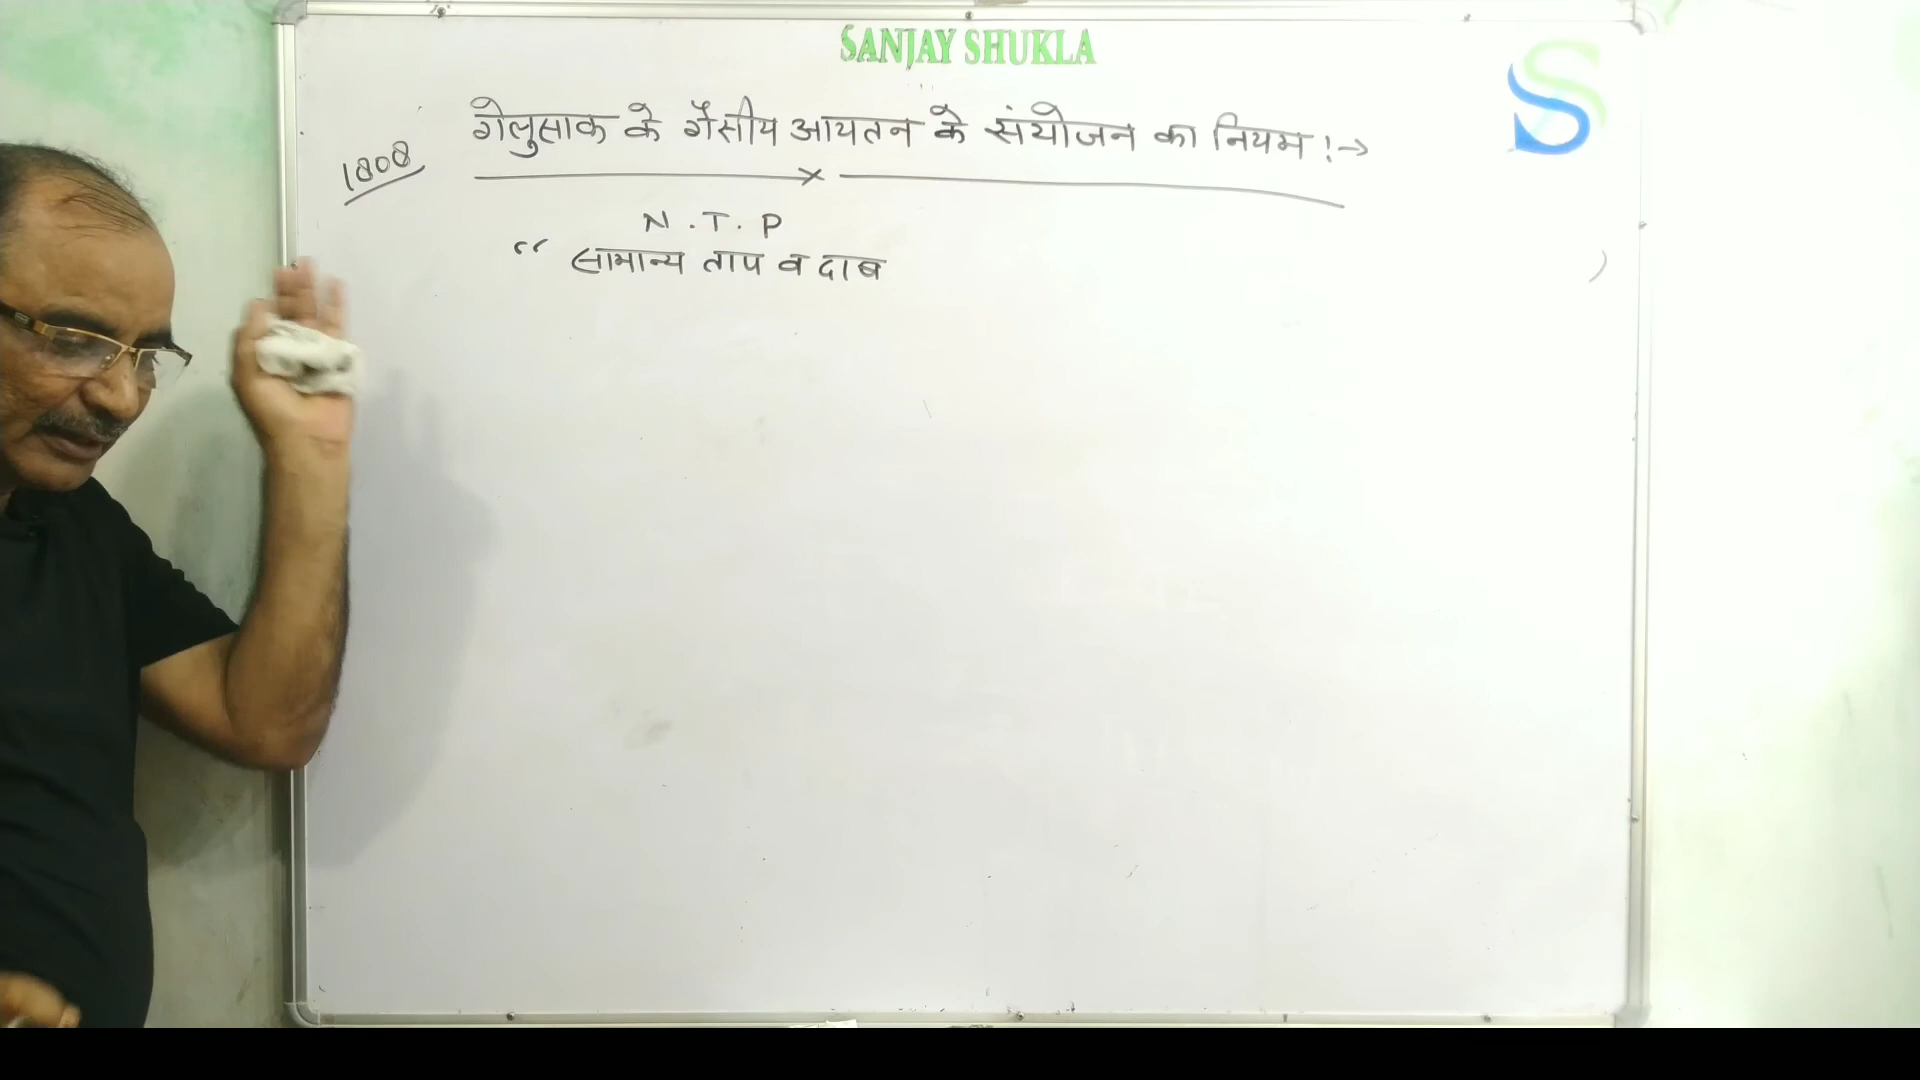 SANJAY SHUKLA
S
गेलुसाक के गैसीय आयतन के संयोजन का नियम :→
1808
N.T.P
“ सामान्य ताप व दाब